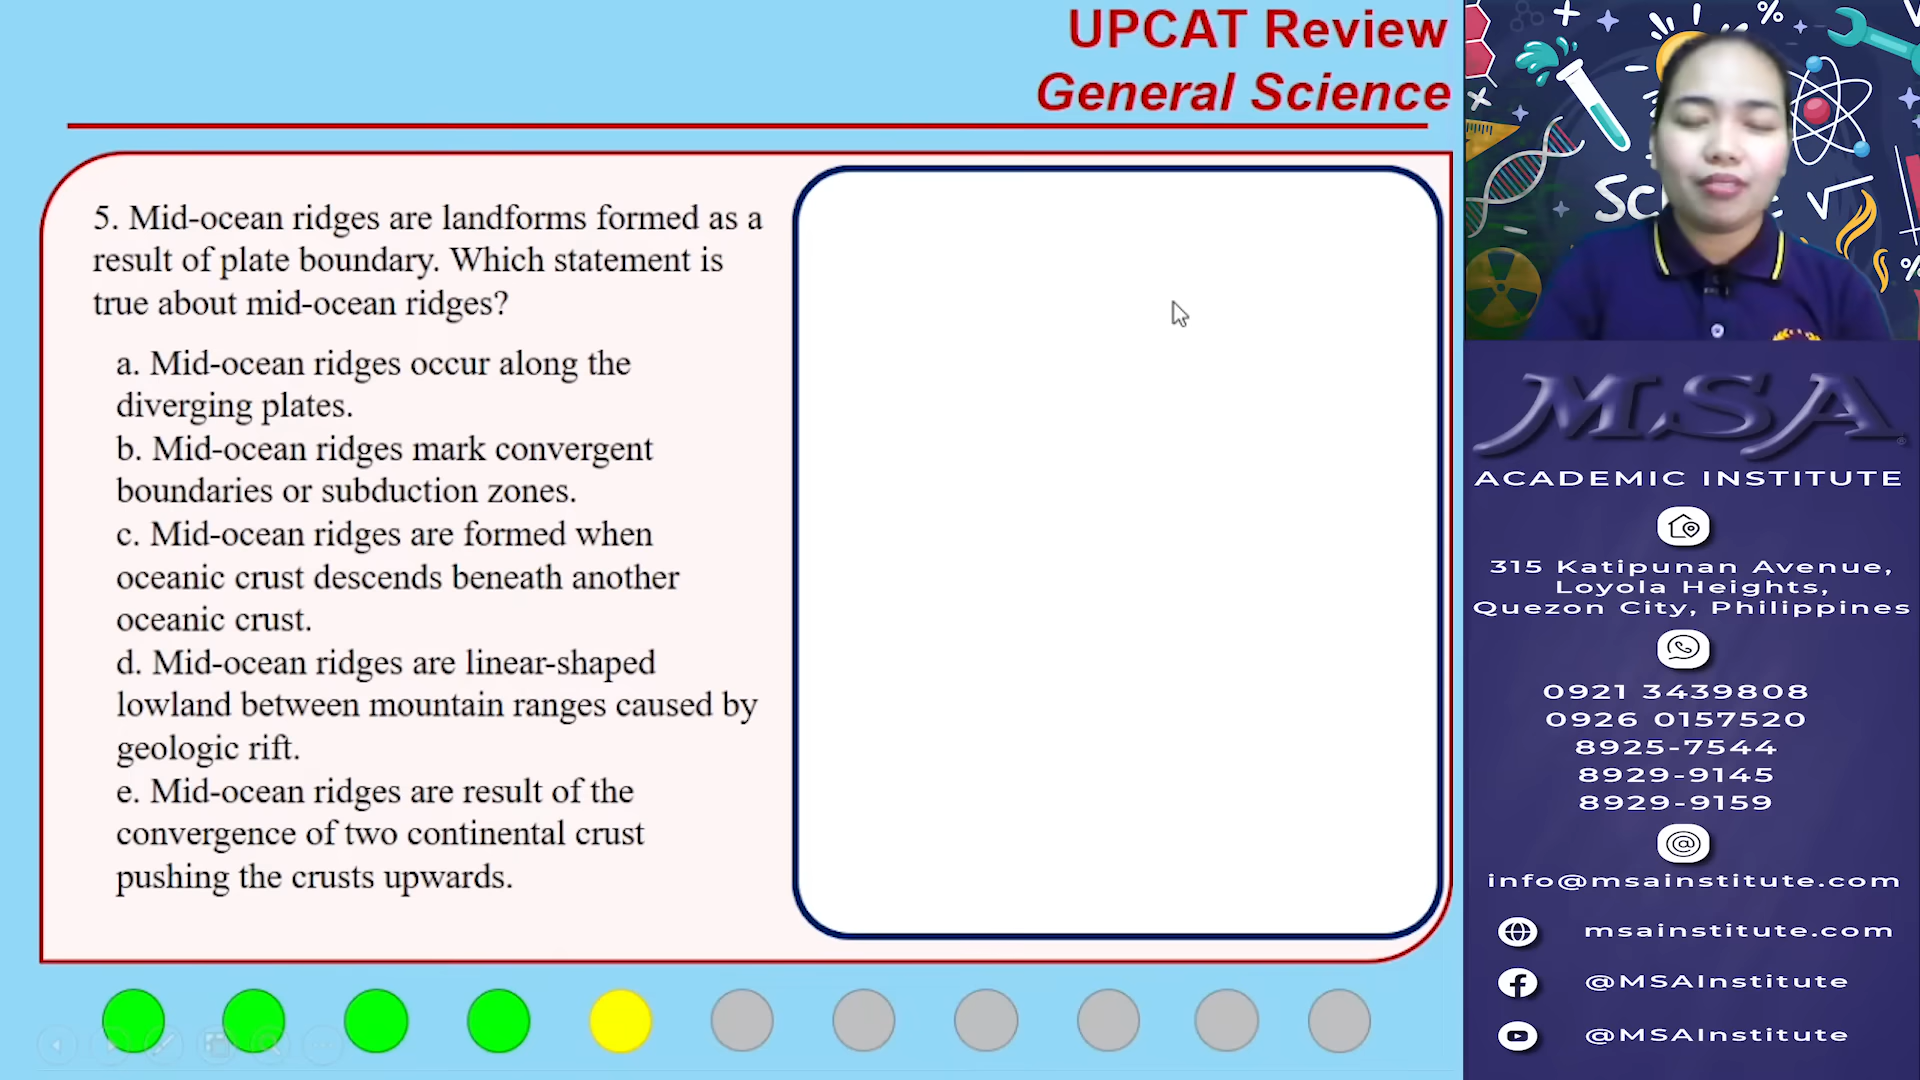 UPCAT Review
General Science
5. Mid-ocean ridges are landforms formed as a
result of plate boundary. Which statement is
true about mid-ocean ridges?
a. Mid-ocean ridges occur along the
diverging plates.
b. Mid-ocean ridges mark convergent
boundaries or subduction zones.
c. Mid-ocean ridges are formed when
oceanic crust descends beneath another
oceanic crust.
d. Mid-ocean ridges are linear-shaped
lowland between mountain ranges caused by
geologic rift.
e. Mid-ocean ridges are result of the
convergence of two continental crust
pushing the crusts upwards.
MSA
ACADEMIC INSTITUTE
315 Katipunan Avenue,
Loyola Heights,
Quezon City, Philippines
0921 3439808
0926 0157520
8925-7544
8929-9145
8929-9159
info@msainstitute.com
msainstitute.com
@MSAInstitute
@MSAInstitute